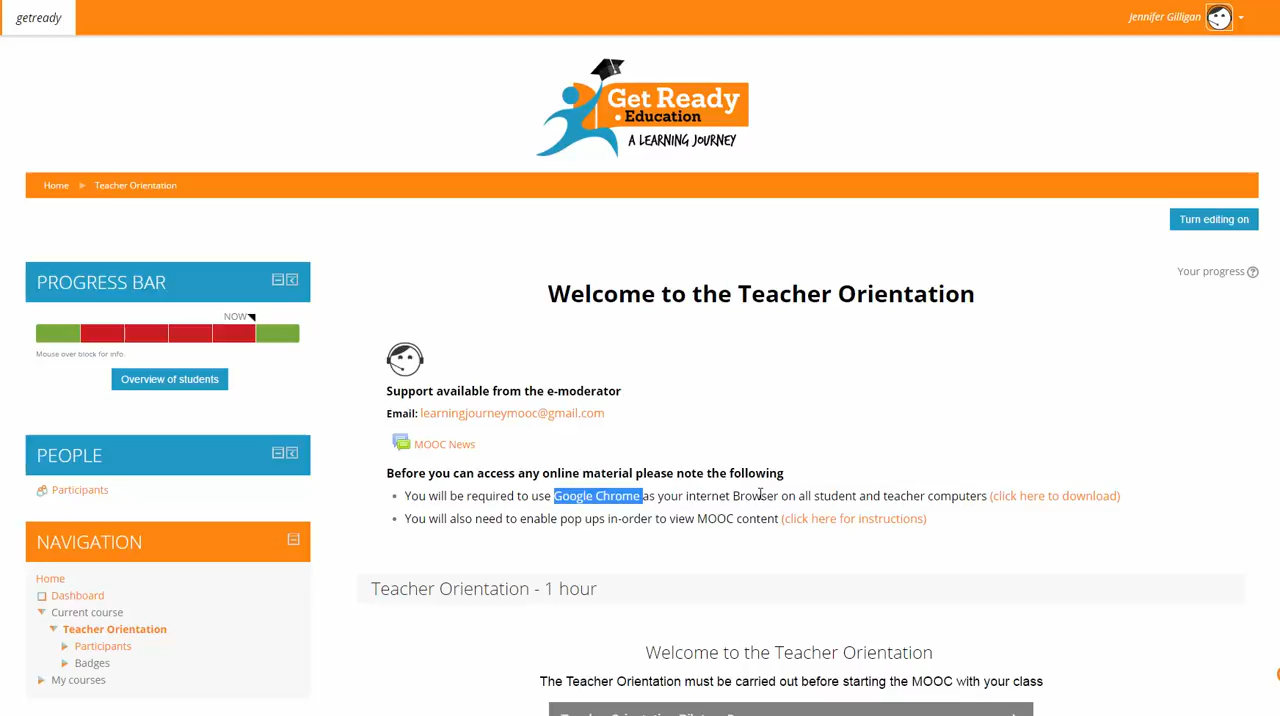 getready
Jennifer Gilligan
Get Ready
Education
A LEARNING JOURNEY
Home Teacher Orientation
Turn editing on
PROGRESS BAR
NOW
Mouse over block for info.
Overview of students
PEOPLE
Participants
NAVIGATION
Home
Dashboard
Current course
Teacher Orientation
Participants
Badges
My courses
Your progress
Welcome to the Teacher Orientation
Support available from the e-moderator
Email: learningjourneymooc@gmail.com
MOOC News
Before you can access any online material please note the following
You will be required to use Google Chrome as your internet Browser on all student and teacher computers (click here to download)
You will also need to enable pop ups in-order to view MOOC content (click here for instructions)
Teacher Orientation - 1 hour
Welcome to the Teacher Orientation
The Teacher Orientation must be carried out before starting the MOOC with your class